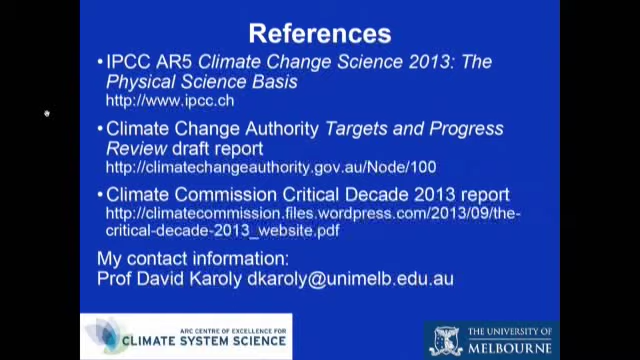 References
• IPCC AR5 Climate Change Science 2013: The
Physical Science Basis
http://www.ipcc.ch
• Climate Change Authority Targets and Progress
Review draft report
http://climatechangeauthority.gov.au/Node/100
• Climate Commission Critical Decade 2013 report
http://climatecommission.files.wordpress.com/2013/09/the-
critical-decade-2013_website.pdf
My contact information:
Prof David Karoly dkaroly@unimelb.edu.au
ARC CENTRE OF EXCELLENCE FOR
CLIMATE SYSTEM SCIENCE
THE UNIVERSITY OF
MELBOURNE